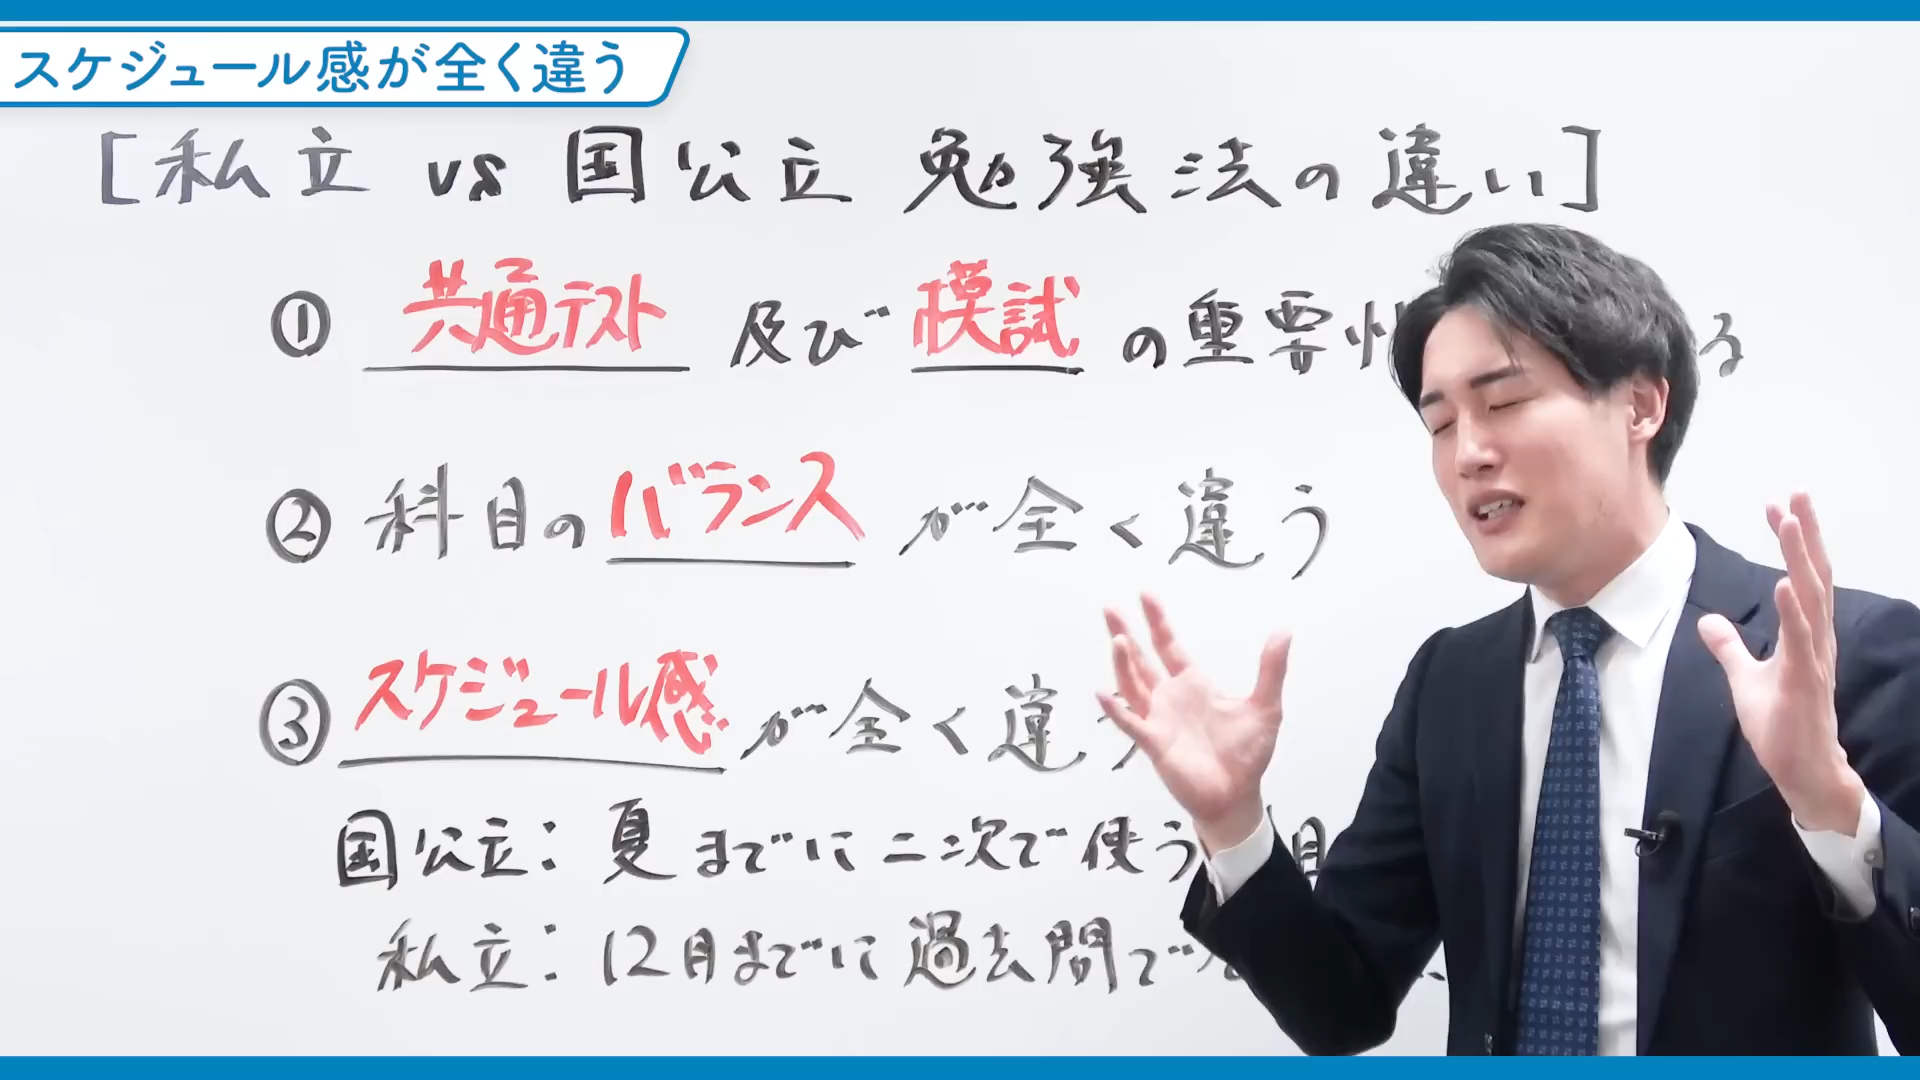 スケジュール感が全く違う
[私立 vs 国公立 勉強法の違い]
① 共通テスト 及び 模試 の重要性 る
② 科目のバランス が全く違う
③ スケジュール感 が全く違う
国公立：夏までに二次で使う 目
私立：12月までに過去問で